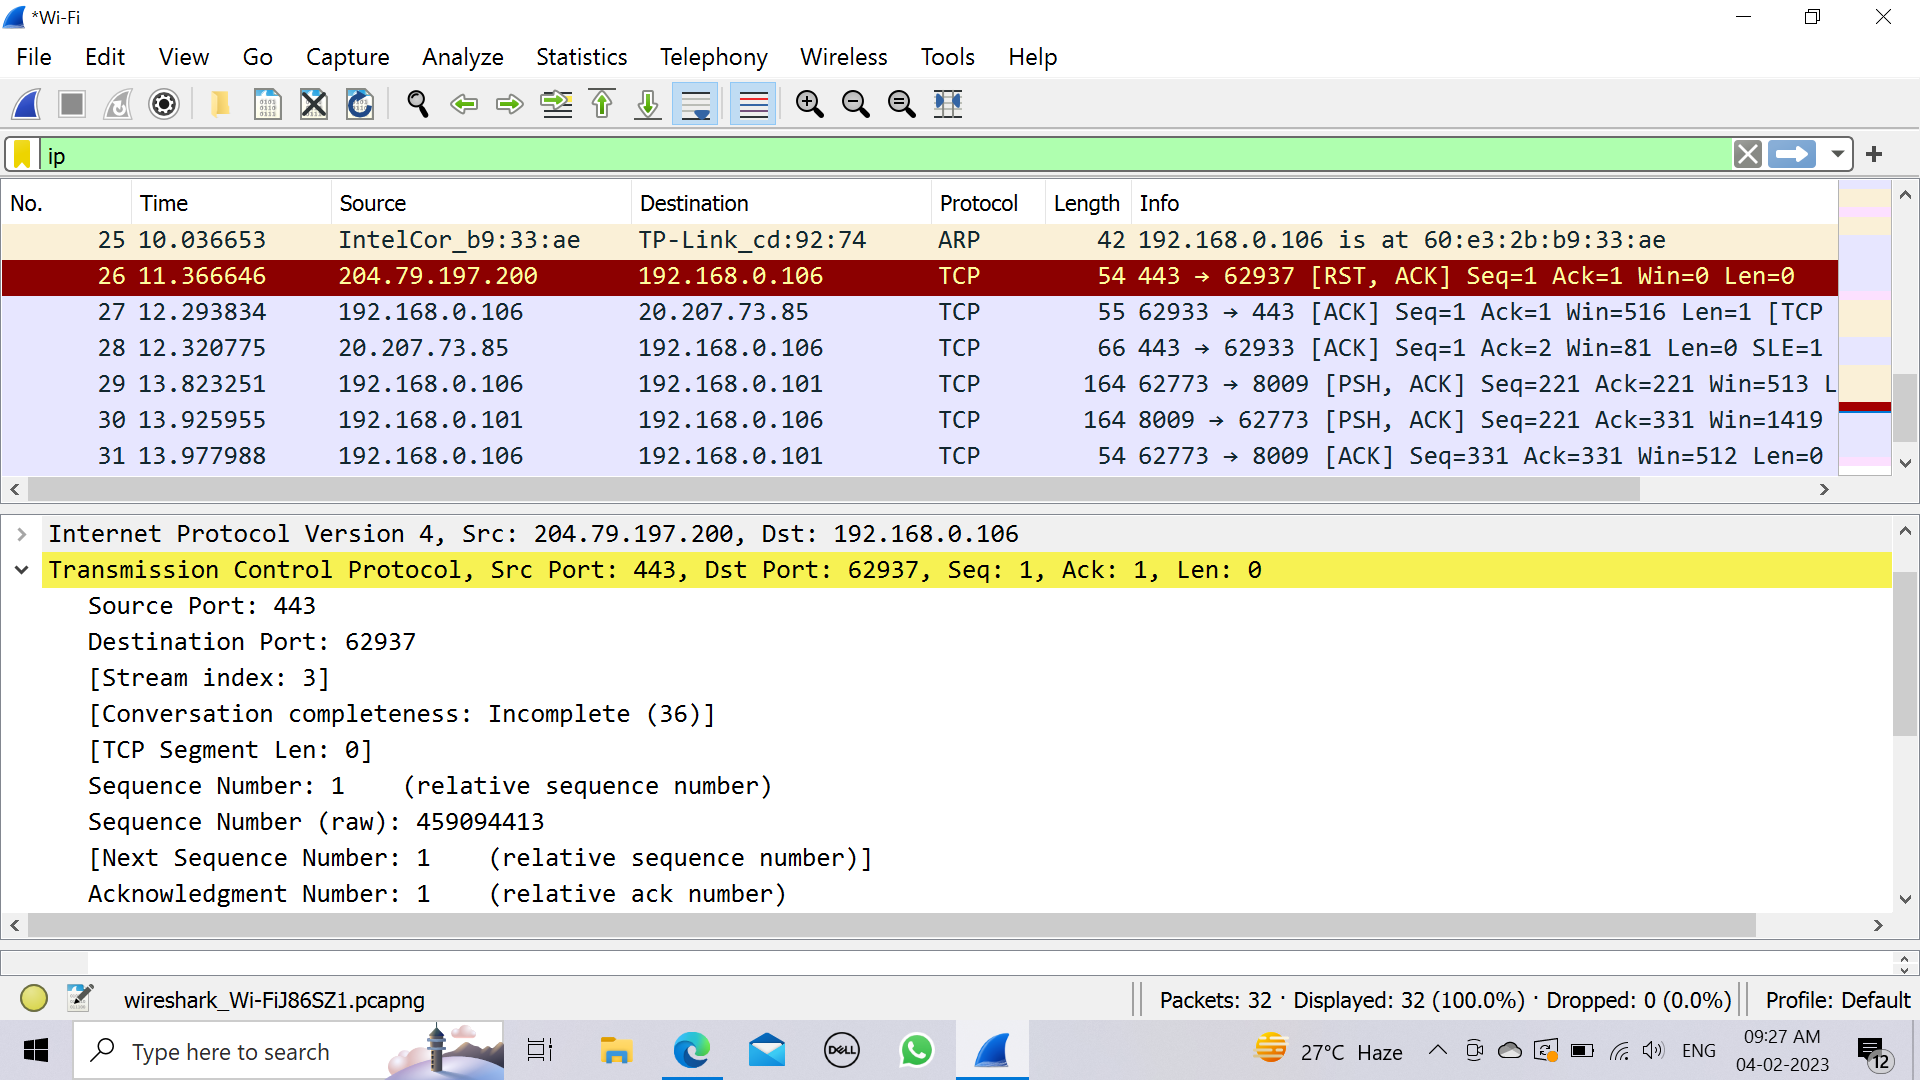 *Wi-Fi
File Edit View Go Capture Analyze Statistics Telephony Wireless Tools Help
ip
No. Time Source Destination Protocol Length Info
25 10.036653 IntelCor_b9:33:ae TP-Link_cd:92:74 ARP 42 192.168.0.106 is at 60:e3:2b:b9:33:ae
26 11.366646 204.79.197.200 192.168.0.106 TCP 54 443 → 62937 [RST, ACK] Seq=1 Ack=1 Win=0 Len=0
27 12.293834 192.168.0.106 20.207.73.85 TCP 55 62933 → 443 [ACK] Seq=1 Ack=1 Win=516 Len=1 [TCP
28 12.320775 20.207.73.85 192.168.0.106 TCP 66 443 → 62933 [ACK] Seq=1 Ack=2 Win=81 Len=0 SLE=1
29 13.823251 192.168.0.106 192.168.0.101 TCP 164 62773 → 8009 [PSH, ACK] Seq=221 Ack=221 Win=513 L
30 13.925955 192.168.0.101 192.168.0.106 TCP 164 8009 → 62773 [PSH, ACK] Seq=221 Ack=331 Win=1419
31 13.977988 192.168.0.106 192.168.0.101 TCP 54 62773 → 8009 [ACK] Seq=331 Ack=331 Win=512 Len=0
Internet Protocol Version 4, Src: 204.79.197.200, Dst: 192.168.0.106
Transmission Control Protocol, Src Port: 443, Dst Port: 62937, Seq: 1, Ack: 1, Len: 0
Source Port: 443
Destination Port: 62937
[Stream index: 3]
[Conversation completeness: Incomplete (36)]
[TCP Segment Len: 0]
Sequence Number: 1    (relative sequence number)
Sequence Number (raw): 459094413
[Next Sequence Number: 1    (relative sequence number)]
Acknowledgment Number: 1    (relative ack number)
wireshark_Wi-FiJ86SZ1.pcapng Packets: 32 · Displayed: 32 (100.0%) · Dropped: 0 (0.0%) Profile: Default
Type here to search DELL 27°C Haze ENG 09:27 AM
04-02-2023 12